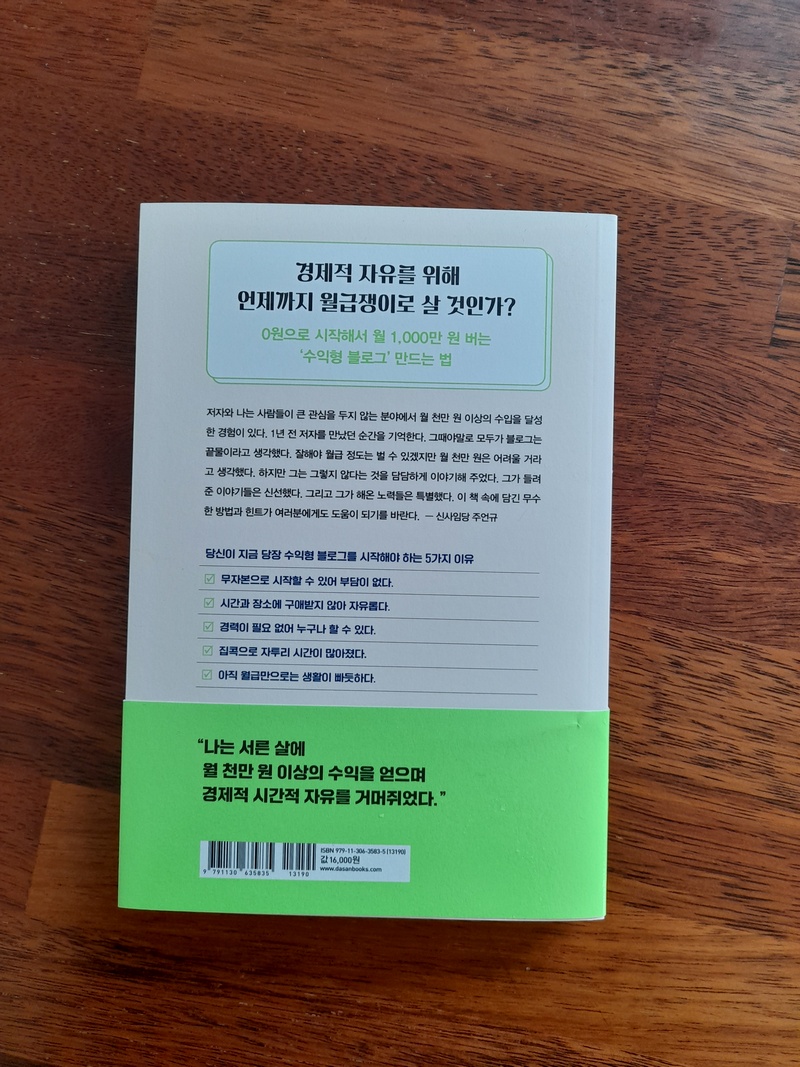 경제적 자유를 위해
언제까지 월급쟁이로 살 것인가?
0원으로 시작해서 월 1,000만 원 버는
‘수익형 블로그’ 만드는 법
저자와 나는 사람들이 큰 관심을 두지 않는 분야에서 월 천만 원 이상의 수입을 달성
한 경험이 있다. 1년 전 저자를 만났던 순간을 기억한다. 그때야말로 모두가 블로그는
끝물이라고 생각했다. 잘해야 월급 정도는 벌 수 있겠지만 월 천만 원은 어려울 거라
고 생각했다. 하지만 그는 그렇지 않다는 것을 담담하게 이야기해 주었다. 그가 들려
준 이야기들은 신선했다. 그리고 그가 해온 노력들은 특별했다. 이 책 속에 담긴 무수
한 방법과 힌트가 여러분에게도 도움이 되기를 바란다. — 신사임당 주언규
당신이 지금 당장 수익형 블로그를 시작해야 하는 5가지 이유
무자본으로 시작할 수 있어 부담이 없다.
시간과 장소에 구애받지 않아 자유롭다.
경력이 필요 없어 누구나 할 수 있다.
집콕으로 자투리 시간이 많아졌다.
아직 월급만으로는 생활이 빠듯하다.
“나는 서른 살에
월 천만 원 이상의 수익을 얻으며
경제적 시간적 자유를 거머쥐었다.”
ISBN 979-11-306-3583-5 (13190)
값 16,000원
www.dasanbooks.com
9 791130 635835 13190